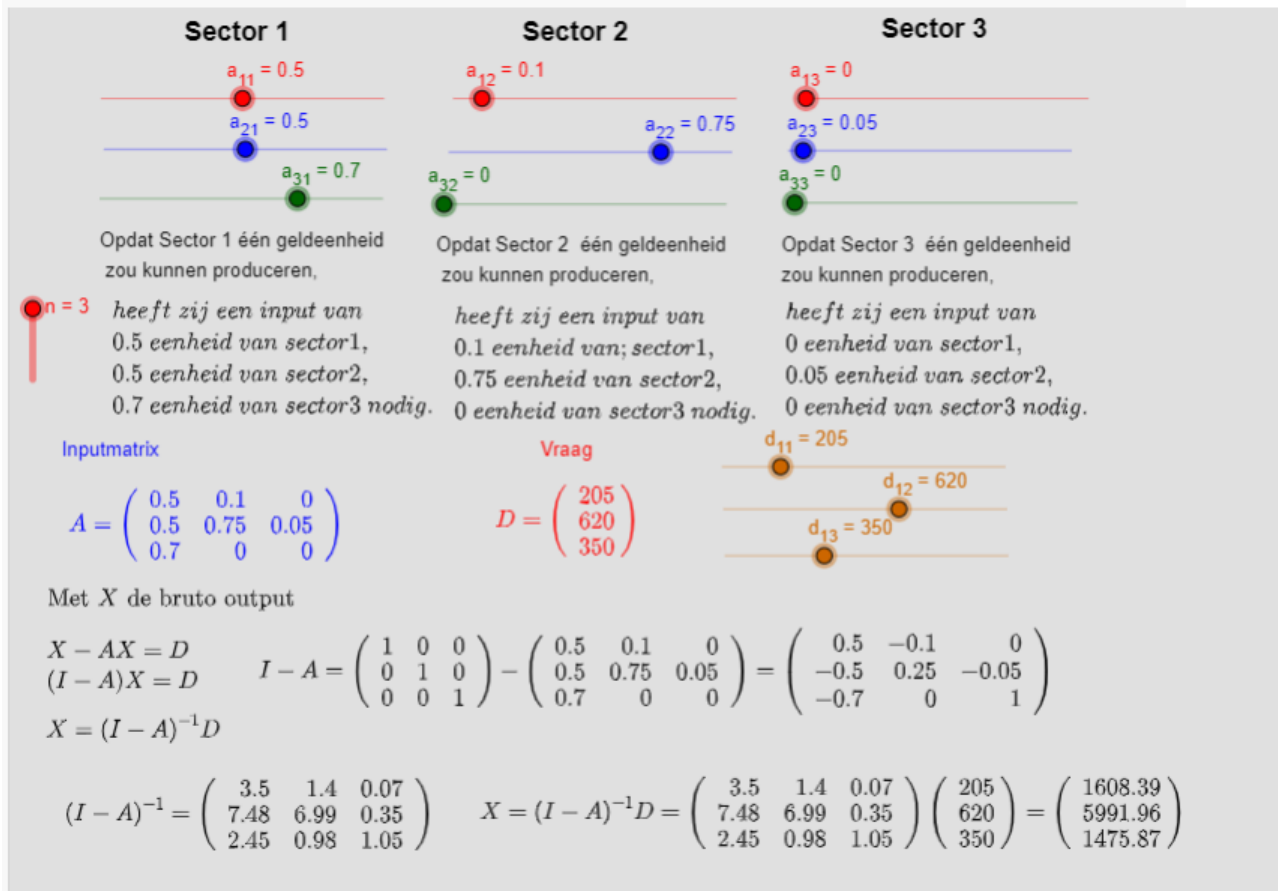 Sector 1 Sector 2 Sector 3
a11 = 0.5 a12 = 0.1 a13 = 0
a21 = 0.5 a22 = 0.75 a23 = 0.05
a31 = 0.7 a32 = 0 a33 = 0
Opdat Sector 1 één geldeenheid
zou kunnen produceren,
n = 3
heeft zij een input van
0.5 eenheid van sector1,
0.5 eenheid van sector2,
0.7 eenheid van sector3 nodig.
Opdat Sector 2 één geldeenheid
zou kunnen produceren,
heeft zij een input van
0.1 eenheid van; sector1,
0.75 eenheid van sector2,
0 eenheid van sector3 nodig.
Opdat Sector 3 één geldeenheid
zou kunnen produceren,
heeft zij een input van
0 eenheid van sector1,
0.05 eenheid van sector2,
0 eenheid van sector3 nodig.
Inputmatrix
A = ( 0.5 0.1 0
0.5 0.75 0.05
0.7 0 0 )
Vraag
D = ( 205
620
350 )
d11 = 205
d12 = 620
d13 = 350
Met X de bruto output
X − AX = D
(I − A)X = D
X = (I − A)⁻¹D
I − A = ( 1 0 0
0 1 0
0 0 1 ) − ( 0.5 0.1 0
0.5 0.75 0.05
0.7 0 0 ) = ( 0.5 −0.1 0
−0.5 0.25 −0.05
−0.7 0 1 )
(I − A)⁻¹ = ( 3.5 1.4 0.07
7.48 6.99 0.35
2.45 0.98 1.05 )
X = (I − A)⁻¹D = ( 3.5 1.4 0.07
7.48 6.99 0.35
2.45 0.98 1.05 ) ( 205
620
350 ) = ( 1608.39
5991.96
1475.87 )